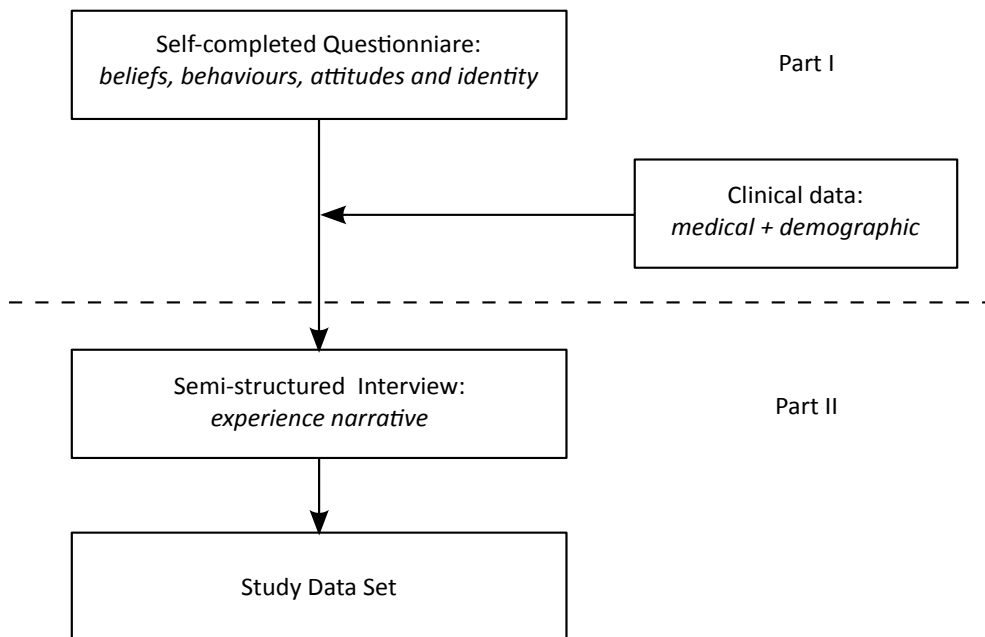 Self-completed Questionniare:
beliefs, behaviours, attitudes and identity
Part I
Clinical data:
medical + demographic
Semi-structured  Interview:
experience narrative
Part II
Study Data Set